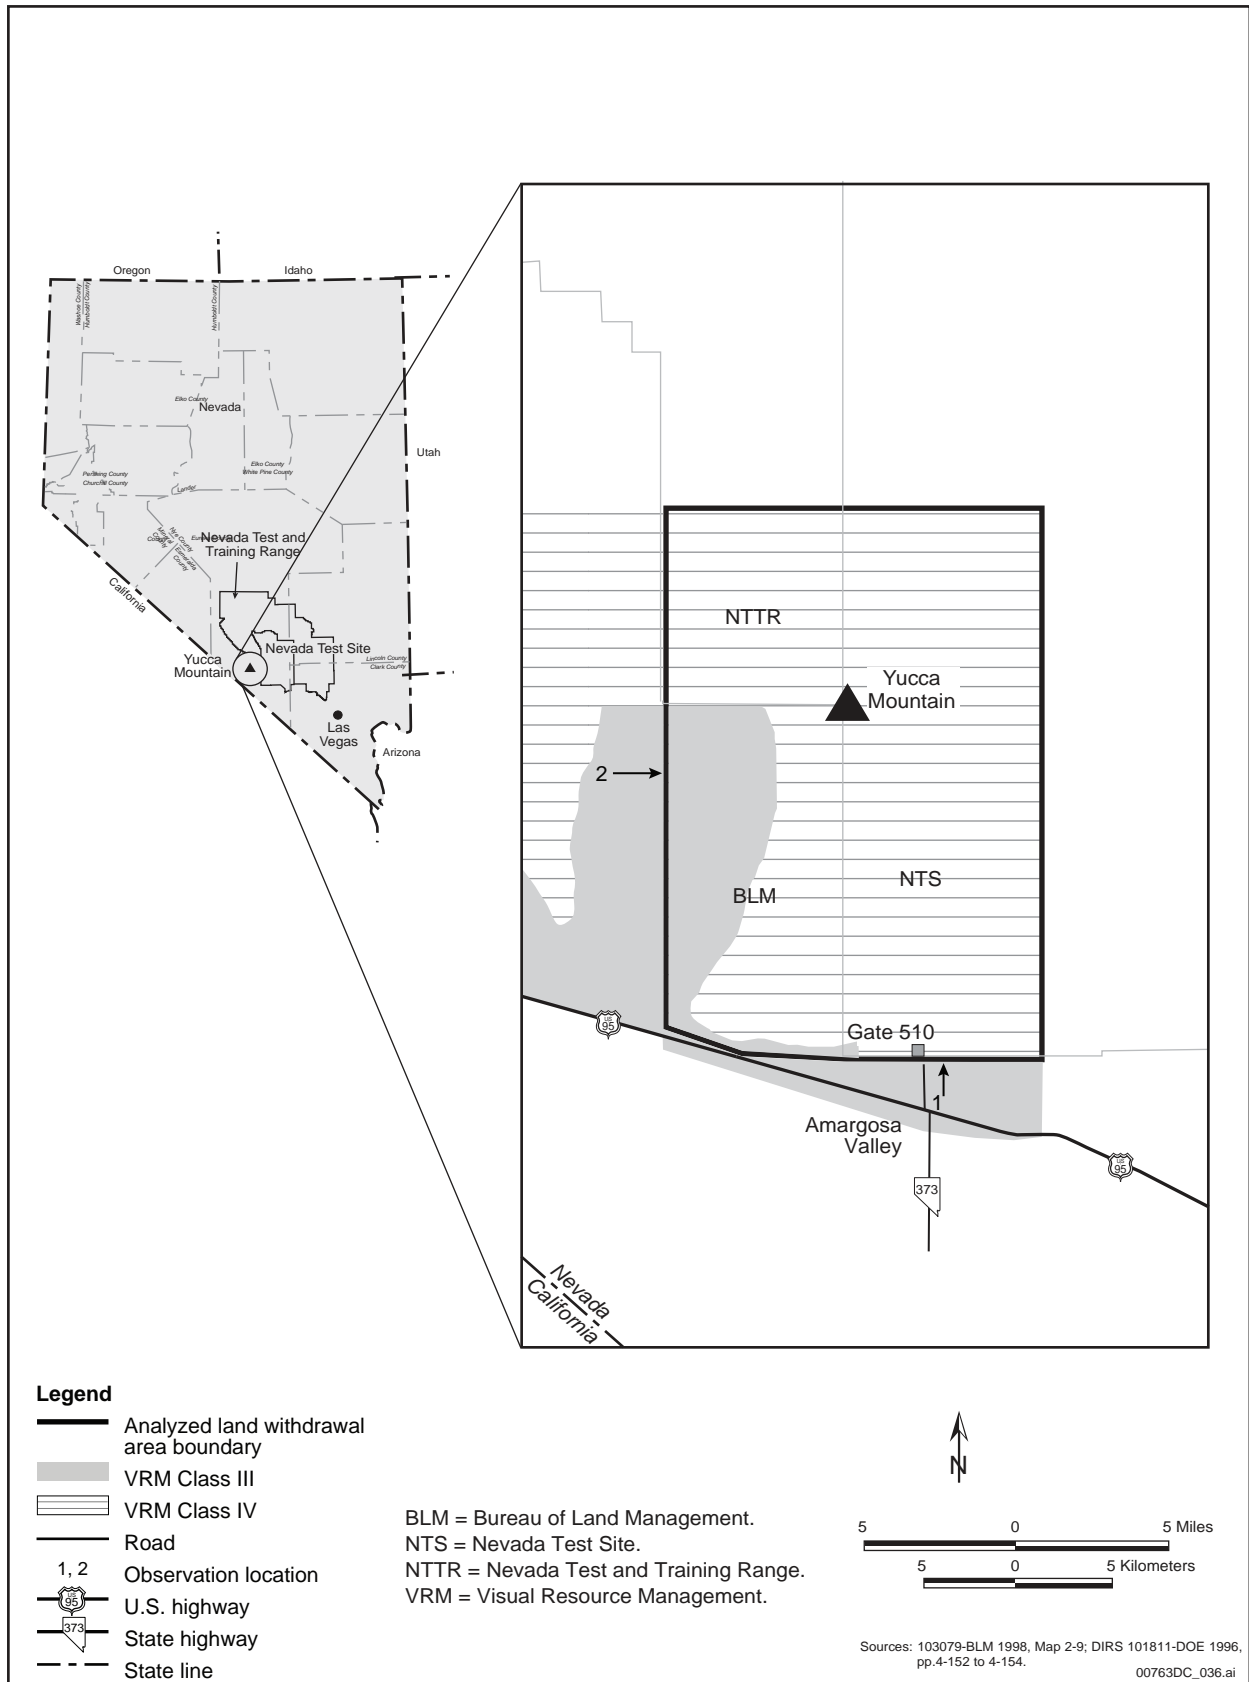 Oregon
Idaho
Washoe County
Humboldt County
Humboldt County
Elko County
Nevada
Utah
Elko County
White Pine County
Pershing County
Churchill County
Lander
Nye County
Mineral
County
Esmeralda
County
Nevada Test and
Training Range
California
Nevada Test Site
Lincoln County
Clark County
Yucca
Mountain
Las
Vegas
Arizona
NTTR
Yucca
Mountain
2
NTS
BLM
Gate 510
US
95
1
Amargosa
Valley
US
95
373
Nevada
California
Legend
Analyzed land withdrawal
area boundary
VRM Class III
VRM Class IV
Road
1, 2
Observation location
US
95
U.S. highway
373
State highway
State line
BLM = Bureau of Land Management.
NTS = Nevada Test Site.
NTTR = Nevada Test and Training Range.
VRM = Visual Resource Management.
N
5 0 5 Miles
5 0 5 Kilometers
Sources: 103079-BLM 1998, Map 2-9; DIRS 101811-DOE 1996,
pp.4-152 to 4-154.
00763DC_036.ai